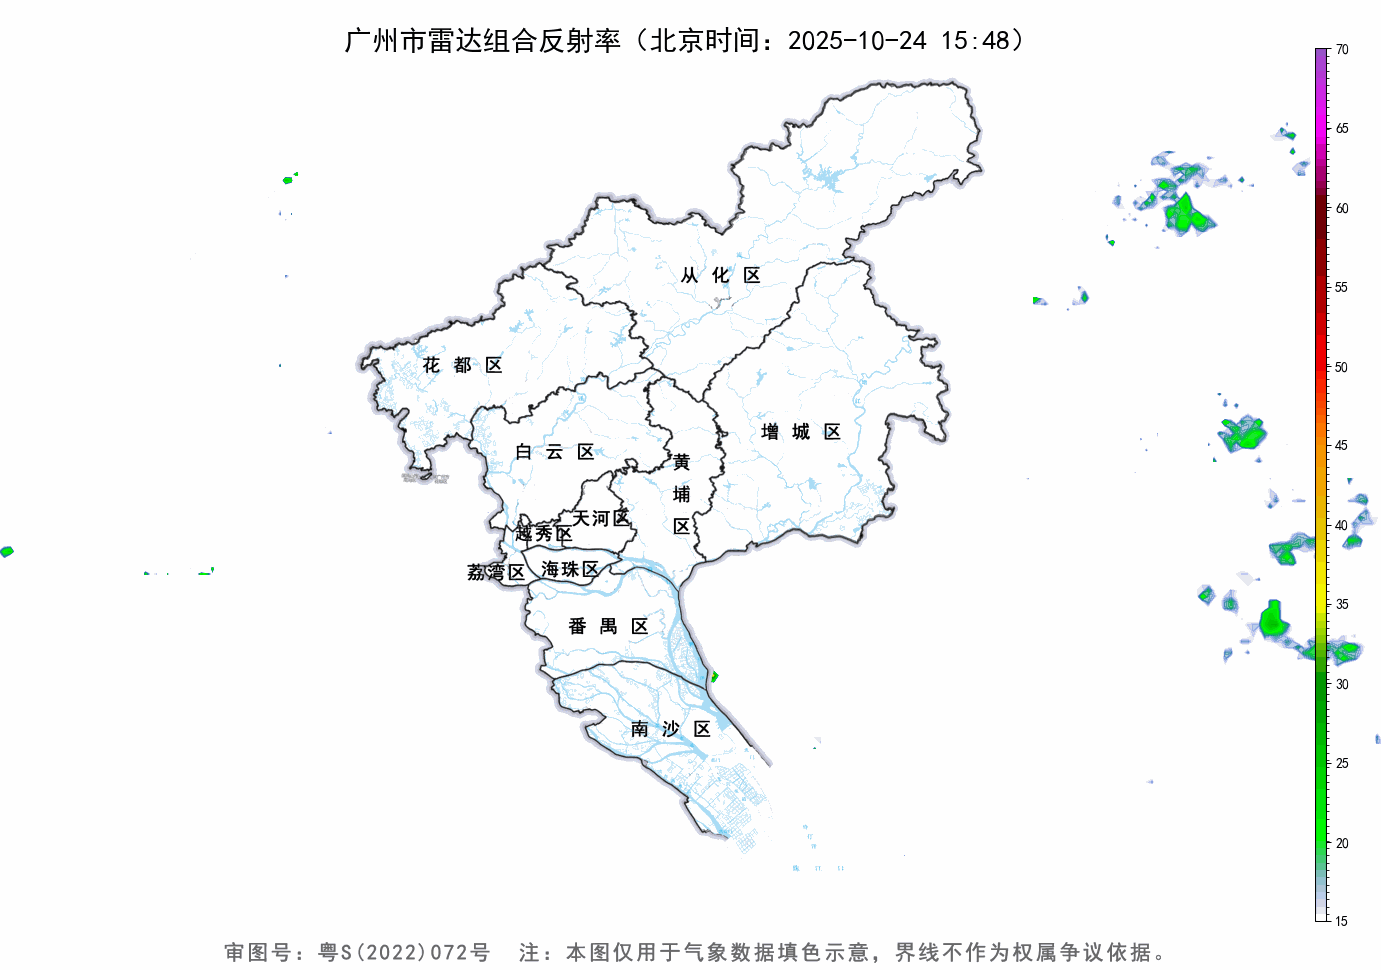 广州市雷达组合反射率（北京时间：2025-10-24 15:48）
70
65
60
55
50
45
40
35
30
25
20
15
从化区
花都区
增城区
白云区
黄埔区
天河区
越秀区
荔湾区
海珠区
番禺区
南沙区
审图号：粤S(2022)072号 注：本图仅用于气象数据填色示意，界线不作为权属争议依据。